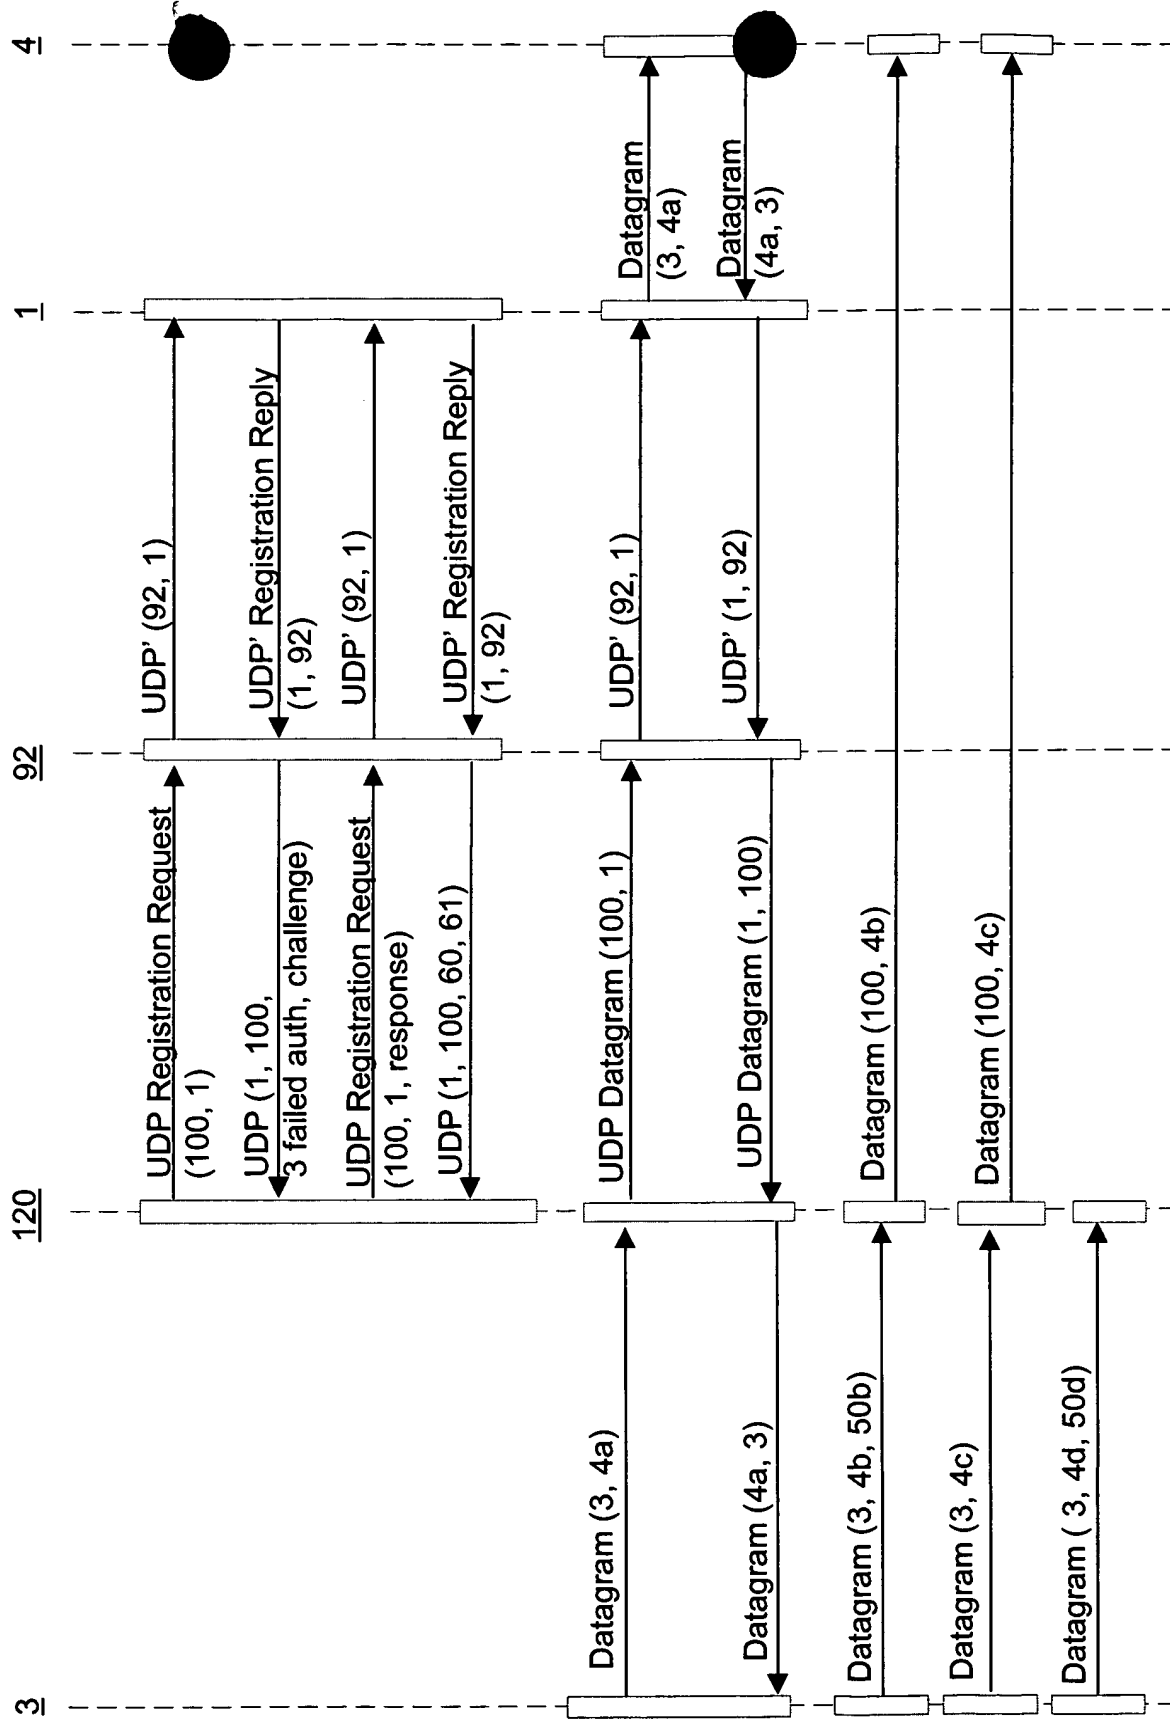 3
120
92
1
4
UDP Registration Request
(100, 1)
UDP' (92, 1)
UDP (1, 100,
3 failed auth, challenge)
UDP' Registration Reply
(1, 92)
UDP Registration Request
(100, 1, response)
UDP' (92, 1)
UDP (1, 100, 60, 61)
UDP' Registration Reply
(1, 92)
Datagram (3, 4a)
UDP Datagram (100, 1)
UDP' (92, 1)
Datagram
(3, 4a)
Datagram (4a, 3)
UDP Datagram (1, 100)
UDP' (1, 92)
Datagram
(4a, 3)
Datagram (3, 4b, 50b)
Datagram (100, 4b)
Datagram (3, 4c)
Datagram (100, 4c)
Datagram ( 3, 4d, 50d)